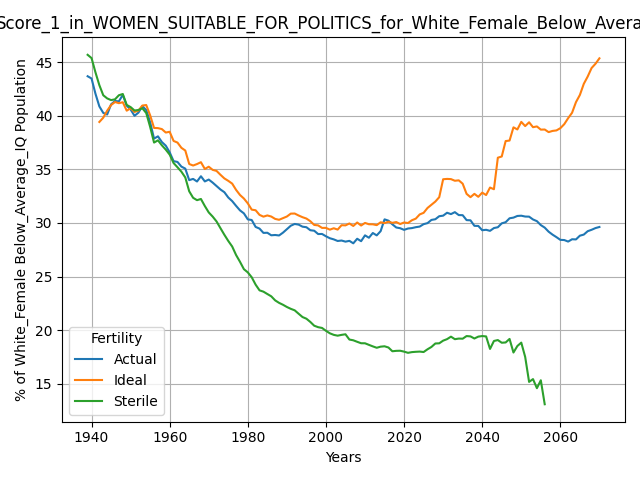 Score_1_in_WOMEN_SUITABLE_FOR_POLITICS_for_White_Female_Below_Avera
% of White_Female Below_Average_IQ Population
45
40
35
30
25
20
15
Fertility
Actual
Ideal
Sterile
1940 1960 1980 2000 2020 2040 2060
Years